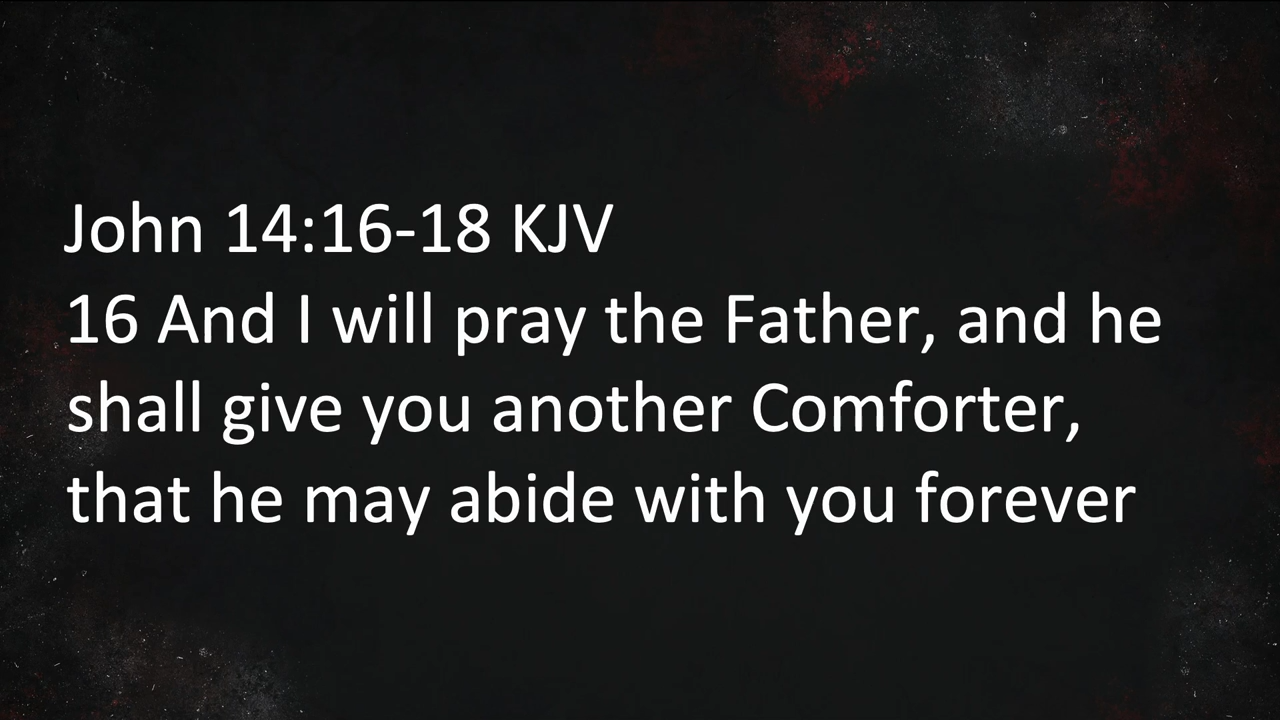 John 14:16-18 KJV
16 And I will pray the Father, and he
shall give you another Comforter,
that he may abide with you forever